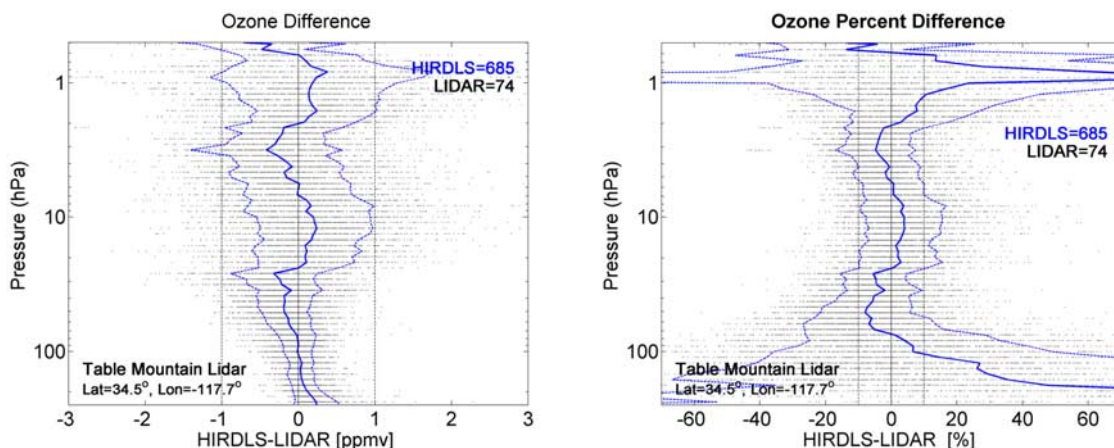 Ozone Difference
HIRDLS=685
LIDAR=74
Pressure (hPa)
1
10
100
Table Mountain Lidar
Lat=34.5°, Lon=-117.7°
-3 -2 -1 0 1 2 3
HIRDLS-LIDAR [ppmv]
Ozone Percent Difference
HIRDLS=685
LIDAR=74
Pressure (hPa)
1
10
100
Table Mountain Lidar
Lat=34.5°, Lon=-117.7°
-60 -40 -20 0 20 40 60
HIRDLS-LIDAR [%]